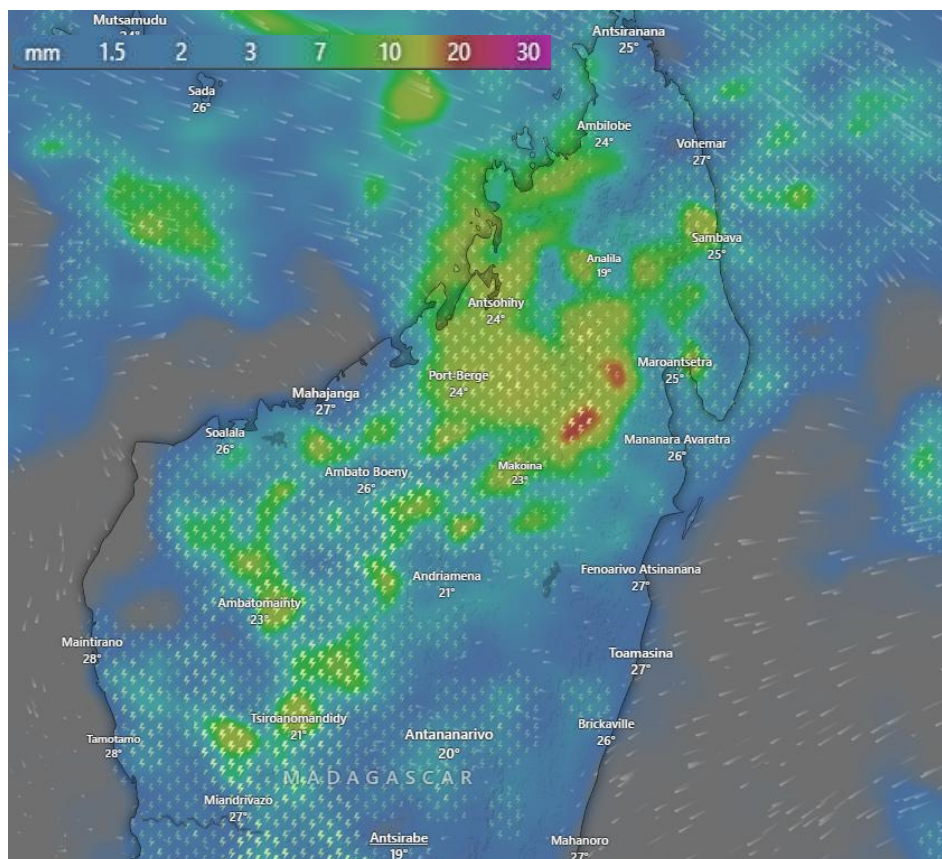 Mutsamudu
24°
Antsiranana
25°
mm 1.5 2 3 7 10 20 30
Sada
26°
Ambilobe
24°
Vohemar
27°
Sambava
25°
Analila
19°
Antsohihy
24°
Maroantsetra
25°
Port-Berge
24°
Mahajanga
27°
Soalala
26°
Mananara Avaratra
26°
Makoina
23°
Ambato Boeny
26°
Andriamena
21°
Fenoarivo Atsinanana
27°
Ambatomainty
23°
Maintirano
28°
Toamasina
27°
Tsiroanomandidy
21°
Brickaville
26°
Antananarivo
20°
Tamotamo
28°
MADAGASCAR
Miandrivazo
27°
Antsirabe
19°
Mahanoro
27°